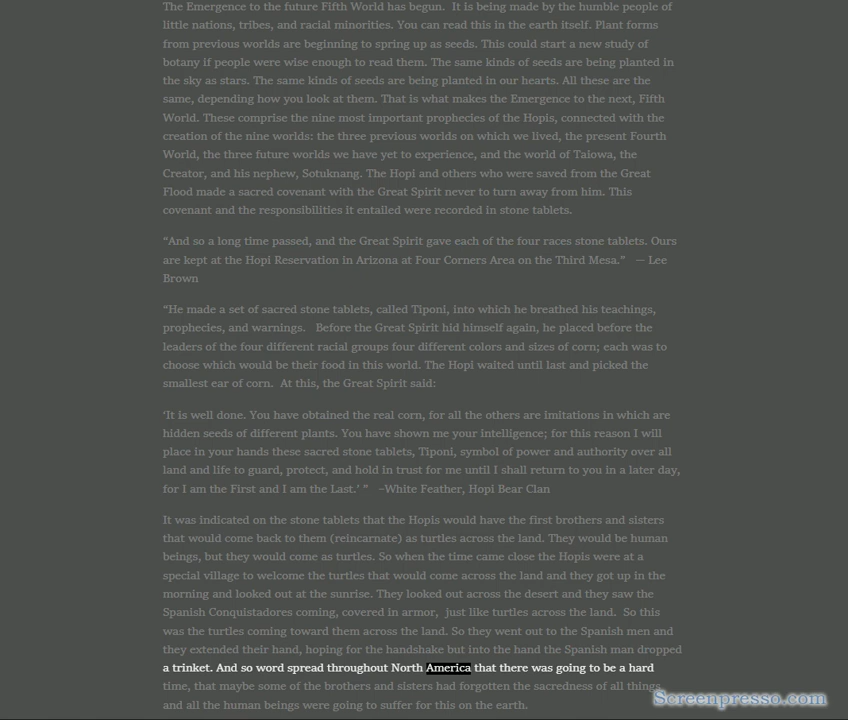 The Emergence to the future Fifth World has begun.  It is being made by the humble people of
little nations, tribes, and racial minorities. You can read this in the earth itself. Plant forms
from previous worlds are beginning to spring up as seeds. This could start a new study of
botany if people were wise enough to read them. The same kinds of seeds are being planted in
the sky as stars. The same kinds of seeds are being planted in our hearts. All these are the
same, depending how you look at them. That is what makes the Emergence to the next, Fifth
World. These comprise the nine most important prophecies of the Hopis, connected with the
creation of the nine worlds: the three previous worlds on which we lived, the present Fourth
World, the three future worlds we have yet to experience, and the world of Taiowa, the
Creator, and his nephew, Sotuknang. The Hopi and others who were saved from the Great
Flood made a sacred covenant with the Great Spirit never to turn away from him. This
covenant and the responsibilities it entailed were recorded in stone tablets.
“And so a long time passed, and the Great Spirit gave each of the four races stone tablets. Ours
are kept at the Hopi Reservation in Arizona at Four Corners Area on the Third Mesa.”   — Lee
Brown
“He made a set of sacred stone tablets, called Tiponi, into which he breathed his teachings,
prophecies, and warnings.   Before the Great Spirit hid himself again, he placed before the
leaders of the four different racial groups four different colors and sizes of corn; each was to
choose which would be their food in this world. The Hopi waited until last and picked the
smallest ear of corn.  At this, the Great Spirit said:
‘It is well done. You have obtained the real corn, for all the others are imitations in which are
hidden seeds of different plants. You have shown me your intelligence; for this reason I will
place in your hands these sacred stone tablets, Tiponi, symbol of power and authority over all
land and life to guard, protect, and hold in trust for me until I shall return to you in a later day,
for I am the First and I am the Last.’ ”   –White Feather, Hopi Bear Clan
It was indicated on the stone tablets that the Hopis would have the first brothers and sisters
that would come back to them (reincarnate) as turtles across the land. They would be human
beings, but they would come as turtles. So when the time came close the Hopis were at a
special village to welcome the turtles that would come across the land and they got up in the
morning and looked out at the sunrise. They looked out across the desert and they saw the
Spanish Conquistadores coming, covered in armor,  just like turtles across the land.  So this
was the turtles coming toward them across the land. So they went out to the Spanish men and
they extended their hand, hoping for the handshake but into the hand the Spanish man dropped
a trinket. And so word spread throughout North America that there was going to be a hard
time, that maybe some of the brothers and sisters had forgotten the sacredness of all things
and all the human beings were going to suffer for this on the earth.
Screenpresso.com